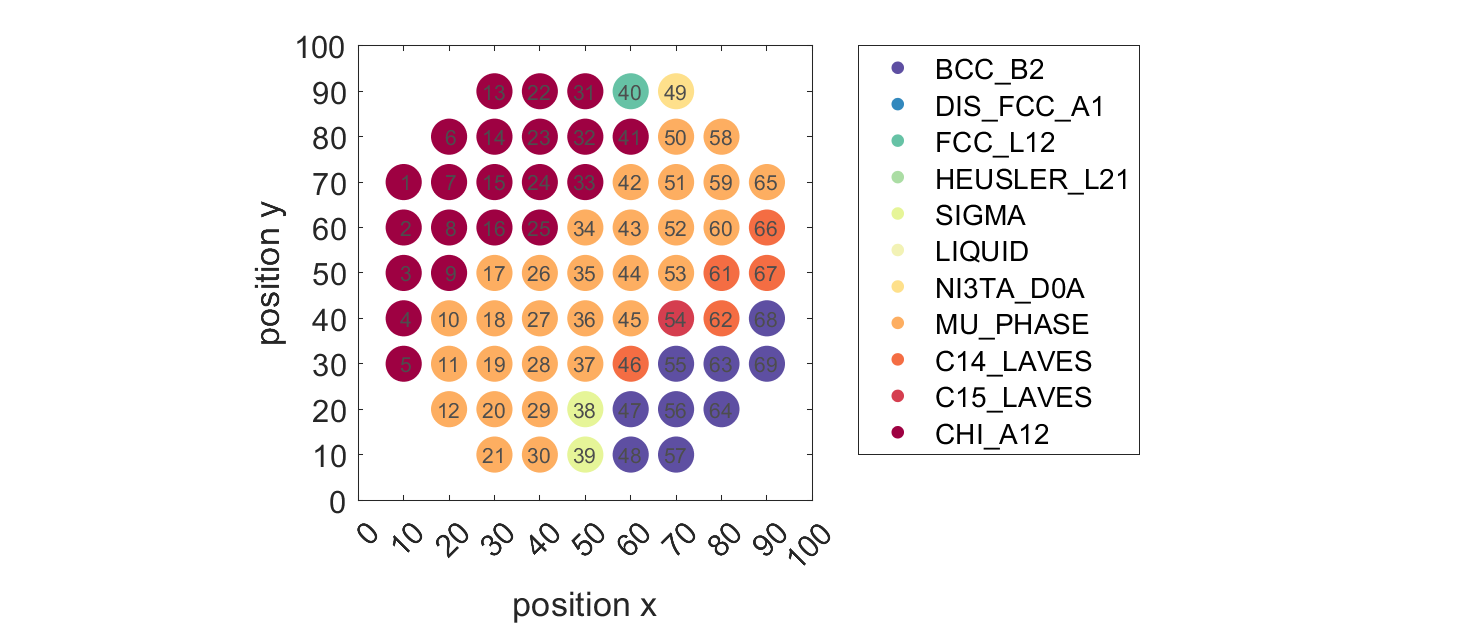 100
90
80
70
60
50
40
30
20
10
0
position y
13 22 31 40 49
6 14 23 32 41 50 58
1 7 15 24 33 42 51 59 65
2 8 16 25 34 43 52 60 66
3 9 17 26 35 44 53 61 67
4 10 18 27 36 45 54 62 68
5 11 19 28 37 46 55 63 69
12 20 29 38 47 56 64
21 30 39 48 57
0 10 20 30 40 50 60 70 80 90 100
position x
BCC_B2
DIS_FCC_A1
FCC_L12
HEUSLER_L21
SIGMA
LIQUID
NI3TA_D0A
MU_PHASE
C14_LAVES
C15_LAVES
CHI_A12